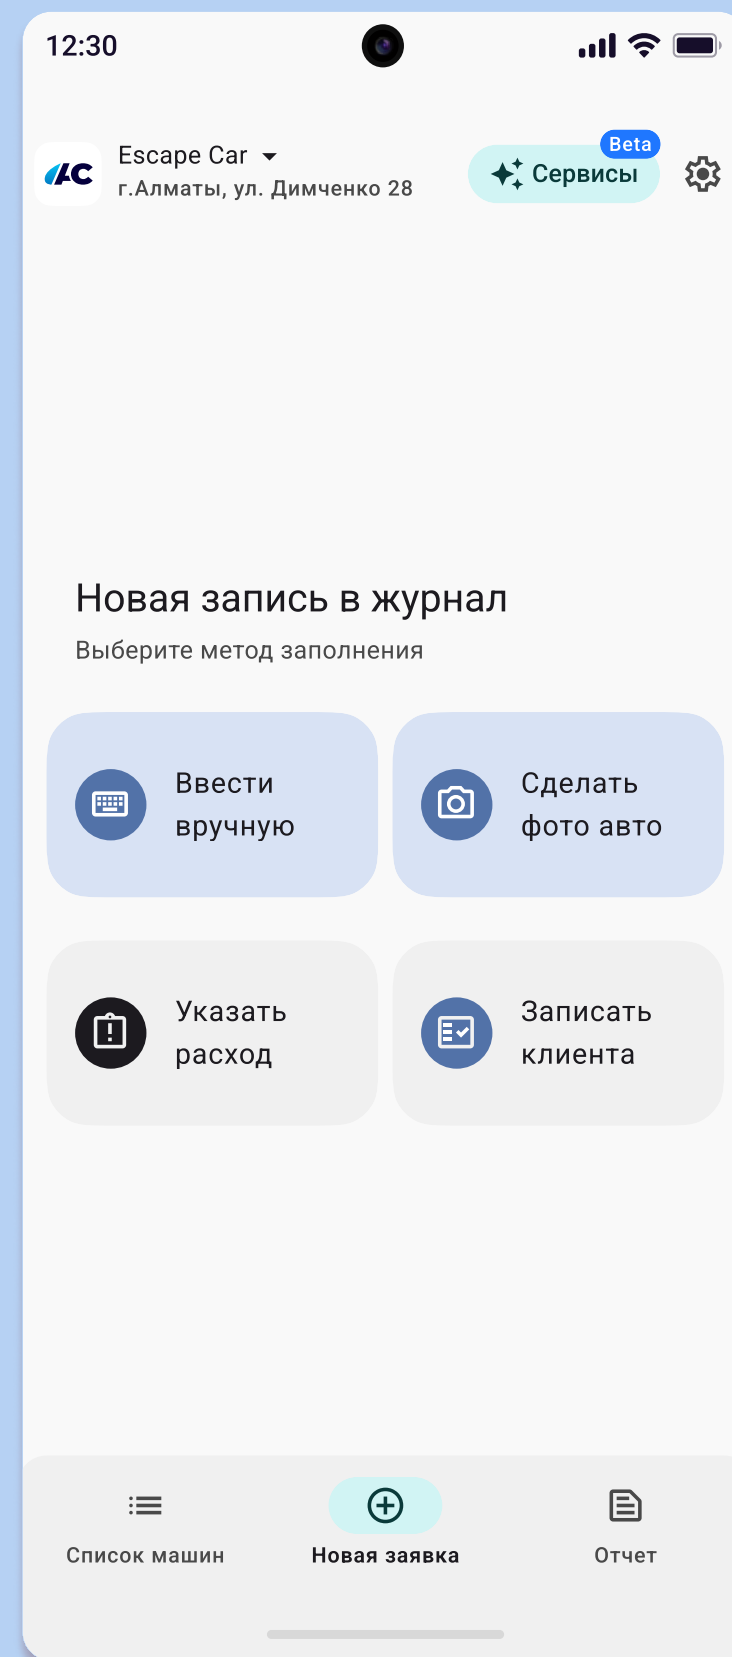 12:30
Beta
Escape Car
AC
г.Алматы, ул. Димченко 28
Сервисы
Новая запись в журнал
Выберите метод заполнения
Ввести
вручную
Сделать
фото авто
Указать
расход
Записать
клиента
Список машин
Новая заявка
Отчет